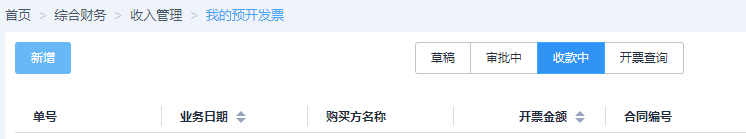 首页 > 综合财务 > 收入管理 > 我的预开发票
新增 草稿 审批中 收款中 开票查询
单号 业务日期 购买方名称 开票金额 合同编号